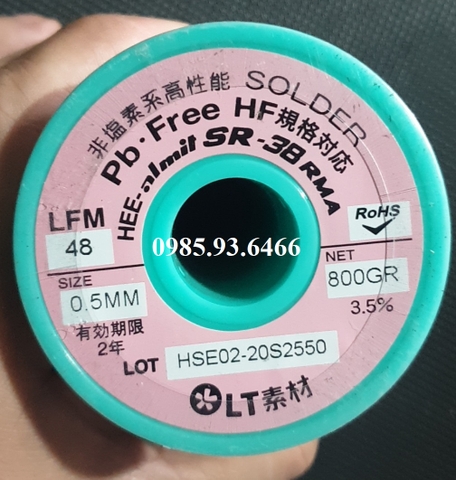 非塩素系高性能 SOLDER
Pb·Free HF規格対応
HEE-almit SR-38 RMA
LFM
48
RoHS
0985.93.6466
SIZE
0.5MM
NET
800GR
3.5%
有効期限
2年
LOT HSE02-20S2550
LT素材